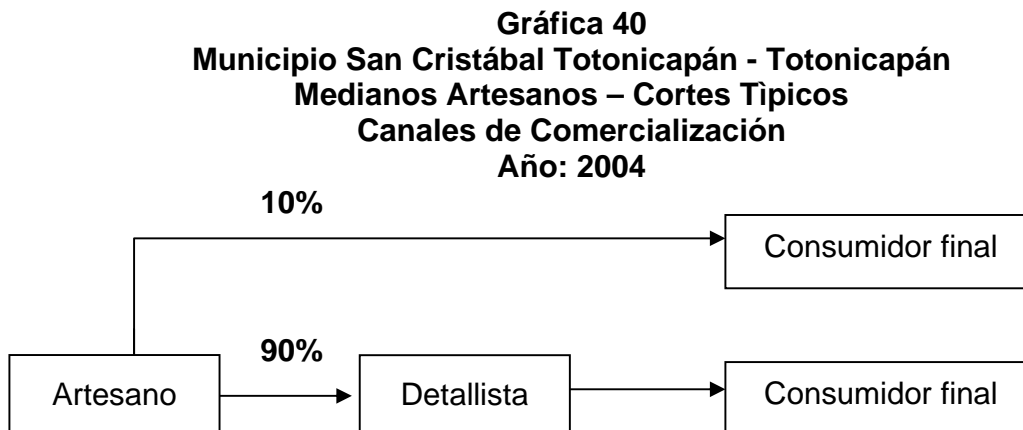 Gráfica 40
Municipio San Cristábal Totonicapán - Totonicapán
Medianos Artesanos – Cortes Tìpicos
Canales de Comercialización
Año: 2004
10%
Consumidor final
90%
Artesano
Detallista
Consumidor final